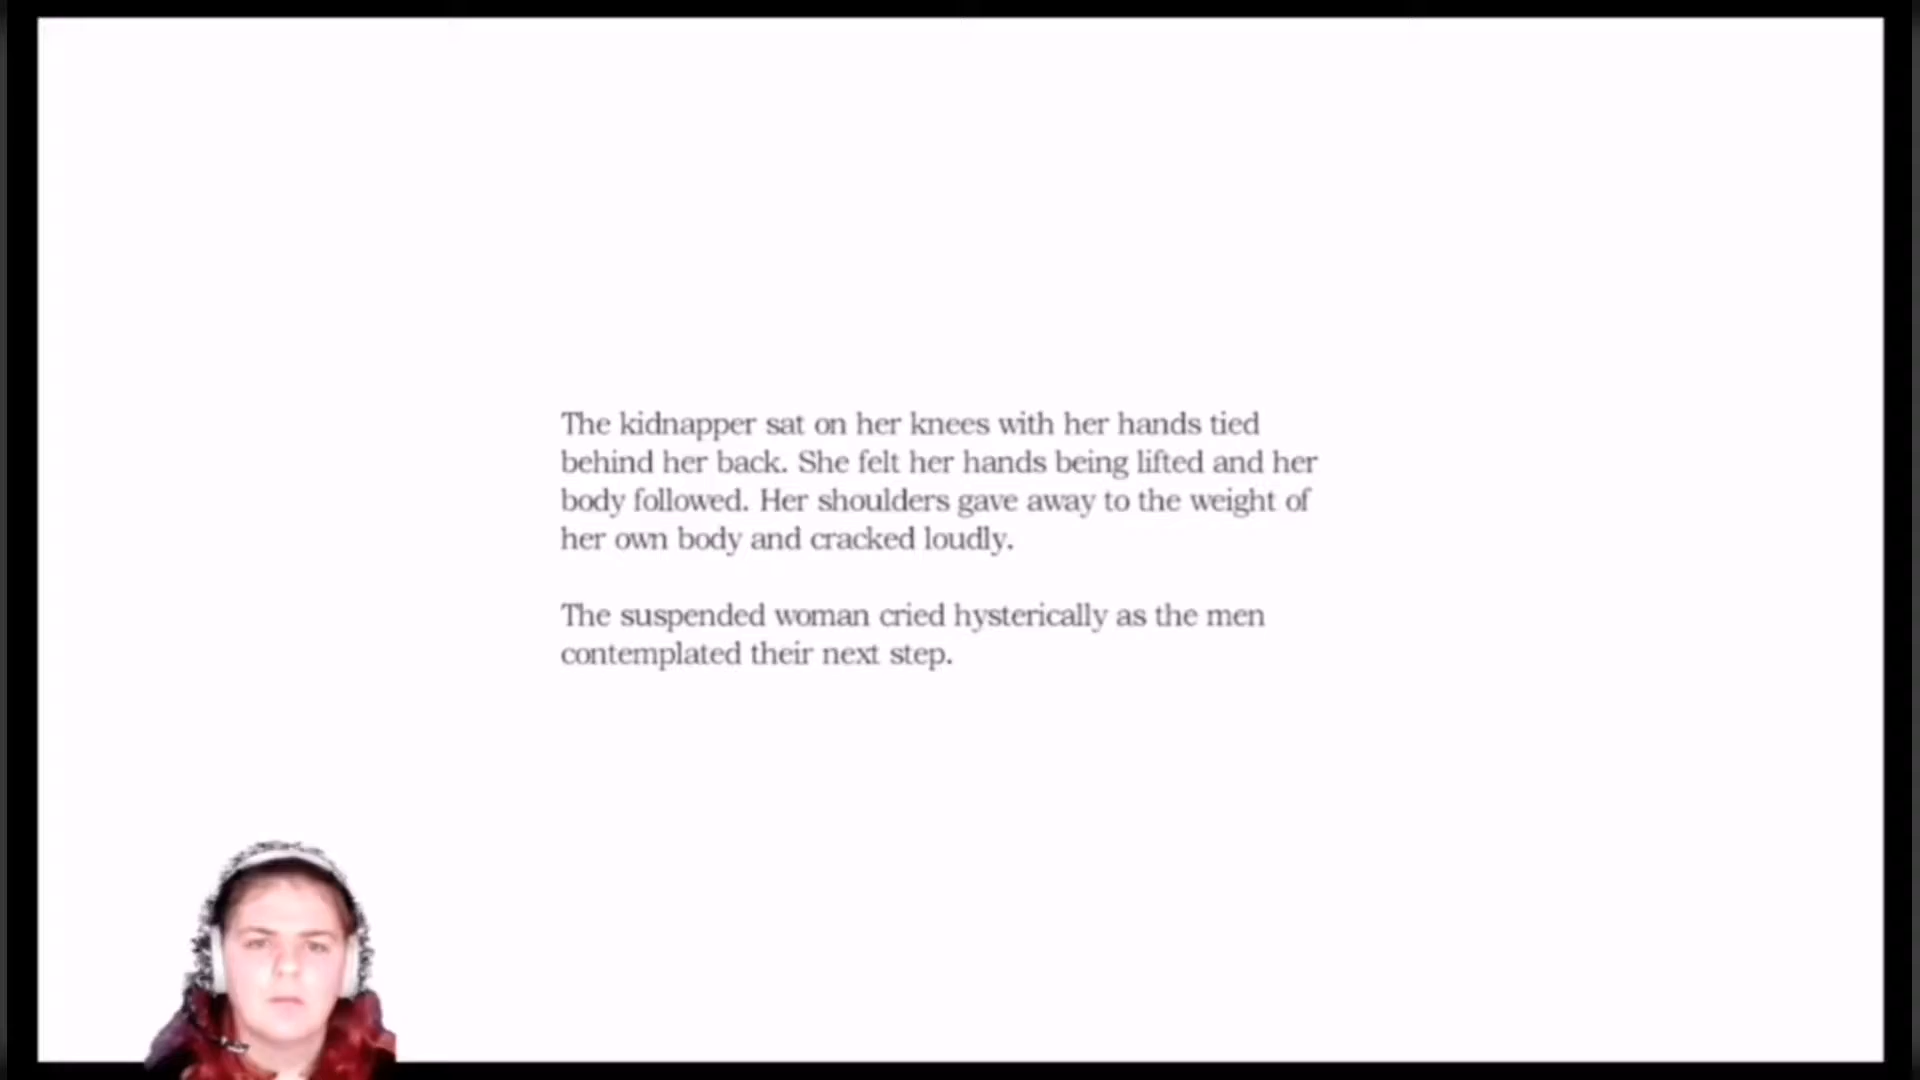 The kidnapper sat on her knees with her hands tied
behind her back. She felt her hands being lifted and her
body followed. Her shoulders gave away to the weight of
her own body and cracked loudly.
The suspended woman cried hysterically as the men
contemplated their next step.